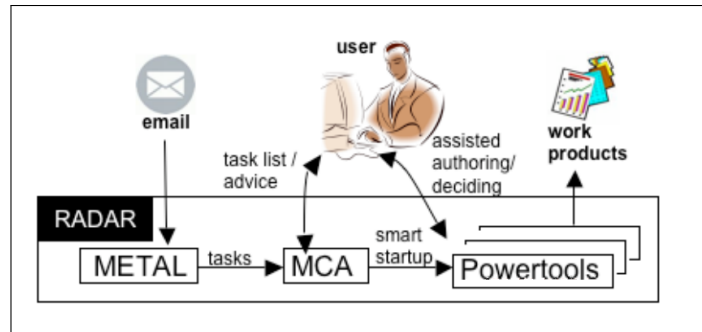 user
email
work
products
task list /
advice
assisted
authoring/
deciding
RADAR
METAL
tasks
MCA
smart
startup
Powertools